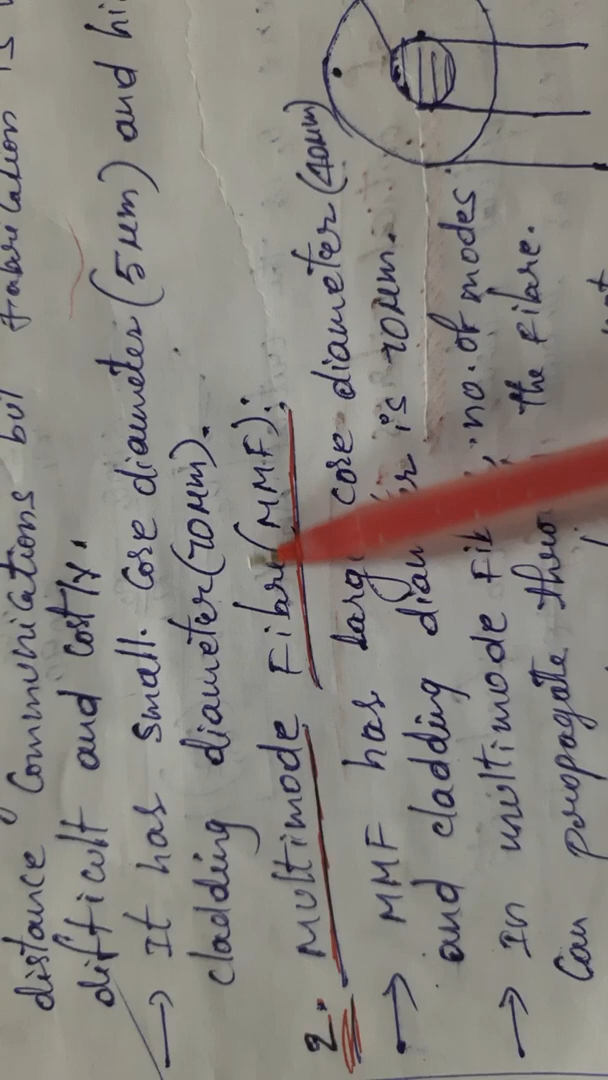 distance Communications but fabrication is
difficult and costly.
→ It has small core diameter (5 μm) and hi
cladding diameter (70 μm).
2. Multimode Fibre (MMF):
→ MMF has large core diameter (40μm)
and cladding is 70 μm.
→ In multimode no. of modes
Can propagate the Fibre.